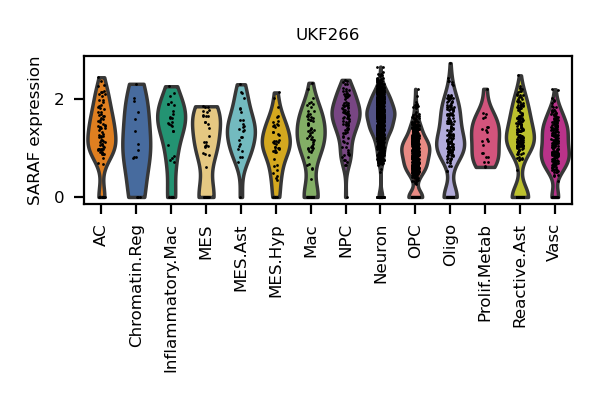 UKF266
SARAF expression
2
0
AC
Chromatin.Reg
Inflammatory.Mac
MES
MES.Ast
MES.Hyp
Mac
NPC
Neuron
OPC
Oligo
Prolif.Metab
Reactive.Ast
Vasc